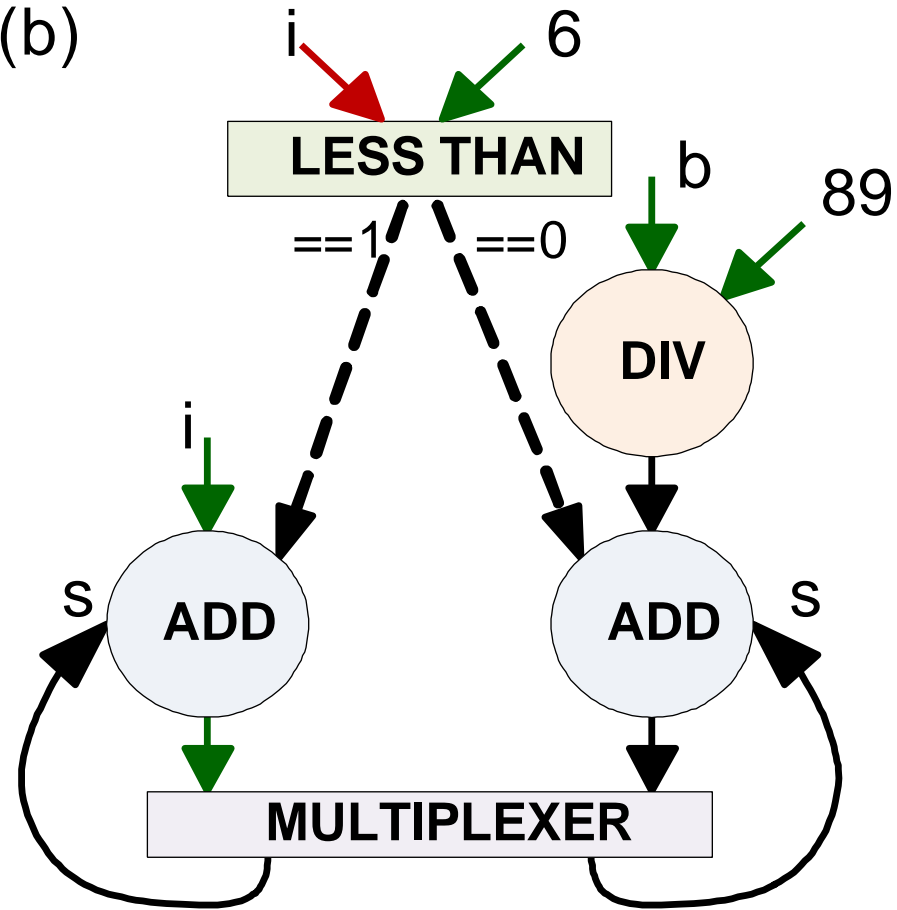 (b)
i
6
LESS THAN
b
89
==1
==0
DIV
i
s
ADD
ADD
s
MULTIPLEXER